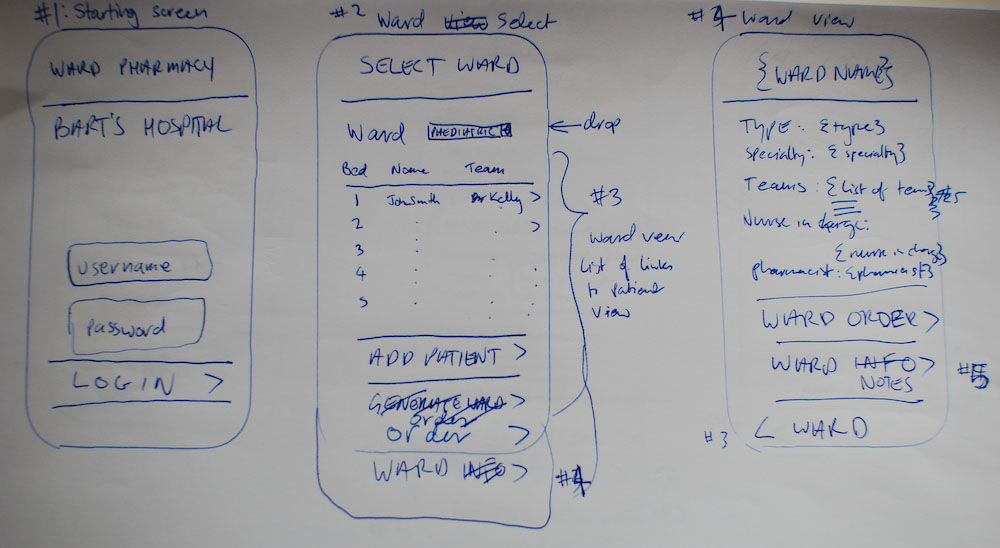 #1: Starting screen
WARD PHARMACY
BART'S HOSPITAL
username
password
LOGIN >
#2 Ward View Select
SELECT WARD
Ward PAEDIATRIC
← drop
Bed Name Team
1 John Smith Dr Kelly >
2 >
3
4
5
#3
Ward view
List of links
to patient
view
ADD PATIENT >
GENERATE WARD >
order
order >
WARD INFO >
#4
#4 Ward view
{WARD NAME}
TYPE: {type}
specialty: {specialty}
Teams: {list of teams} #5
Nurse in charge:
{nurse in charge}
pharmacist: {pharmacist}
WARD ORDER >
WARD INFO >
NOTES
#5
#3 < WARD